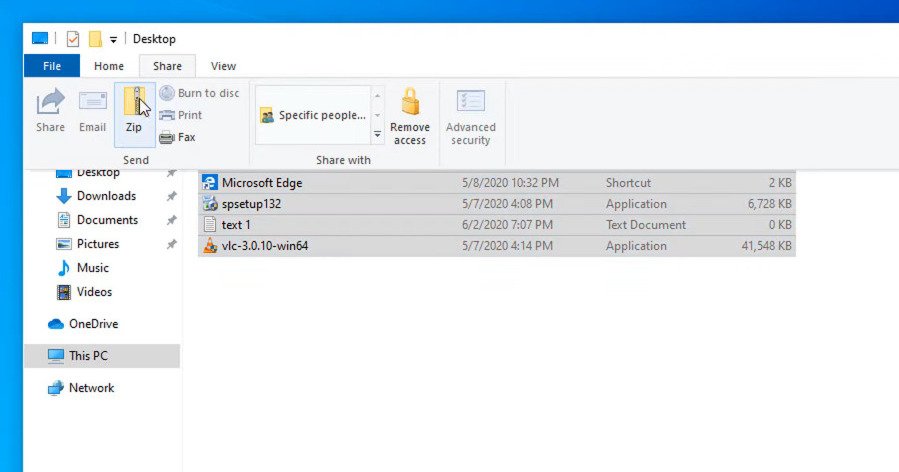 Desktop
File Home Share View
Share
Email
Zip
Burn to disc
Print
Fax
Send
Specific people...
Remove
access
Share with
Advanced
security
Desktop
Downloads
Documents
Pictures
Music
Videos
OneDrive
This PC
Network
Microsoft Edge 5/8/2020 10:32 PM Shortcut 2 KB
spsetup132 5/7/2020 4:08 PM Application 6,728 KB
text 1 6/2/2020 7:07 PM Text Document 0 KB
vlc-3.0.10-win64 5/7/2020 4:14 PM Application 41,548 KB